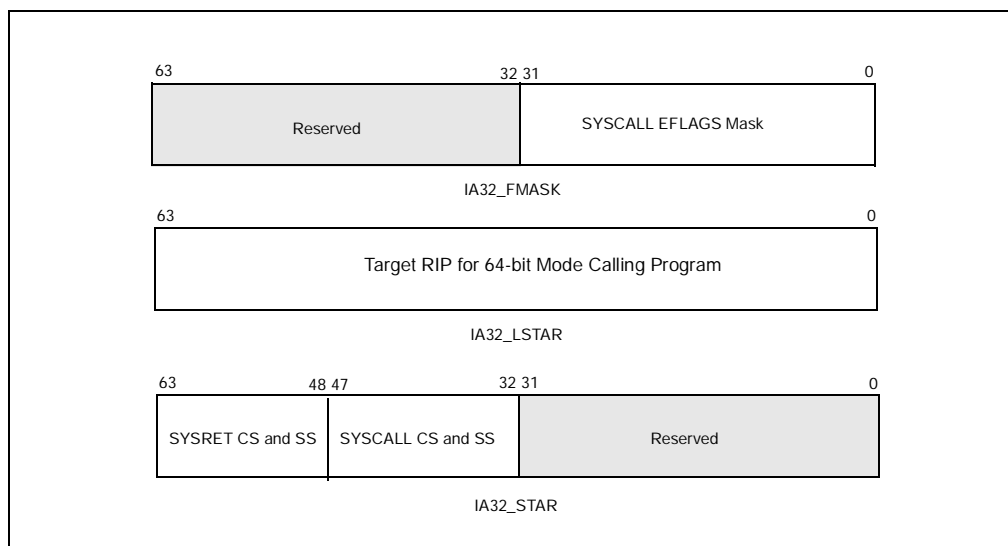 63 32 31 0
Reserved SYSCALL EFLAGS Mask
IA32_FMASK
63 0
Target RIP for 64-bit Mode Calling Program
IA32_LSTAR
63 48 47 32 31 0
SYSRET CS and SS SYSCALL CS and SS Reserved
IA32_STAR